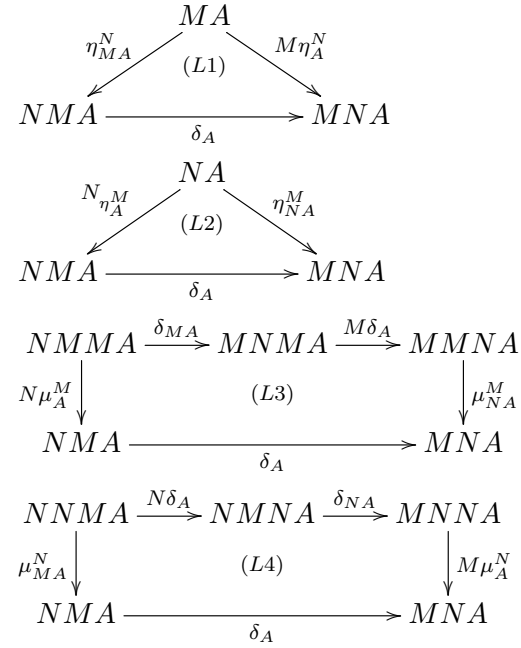 MA
η^N_{MA} (L1) Mη^N_A
NMA δ_A MNA
NA
N_{η^M_A} (L2) η^M_{NA}
NMA δ_A MNA
NMMA δ_{MA} MNMA Mδ_A MMNA
Nμ^M_A (L3) μ^M_{NA}
NMA δ_A MNA
NNMA Nδ_A NMNA δ_{NA} MNNA
μ^N_{MA} (L4) Mμ^N_A
NMA δ_A MNA